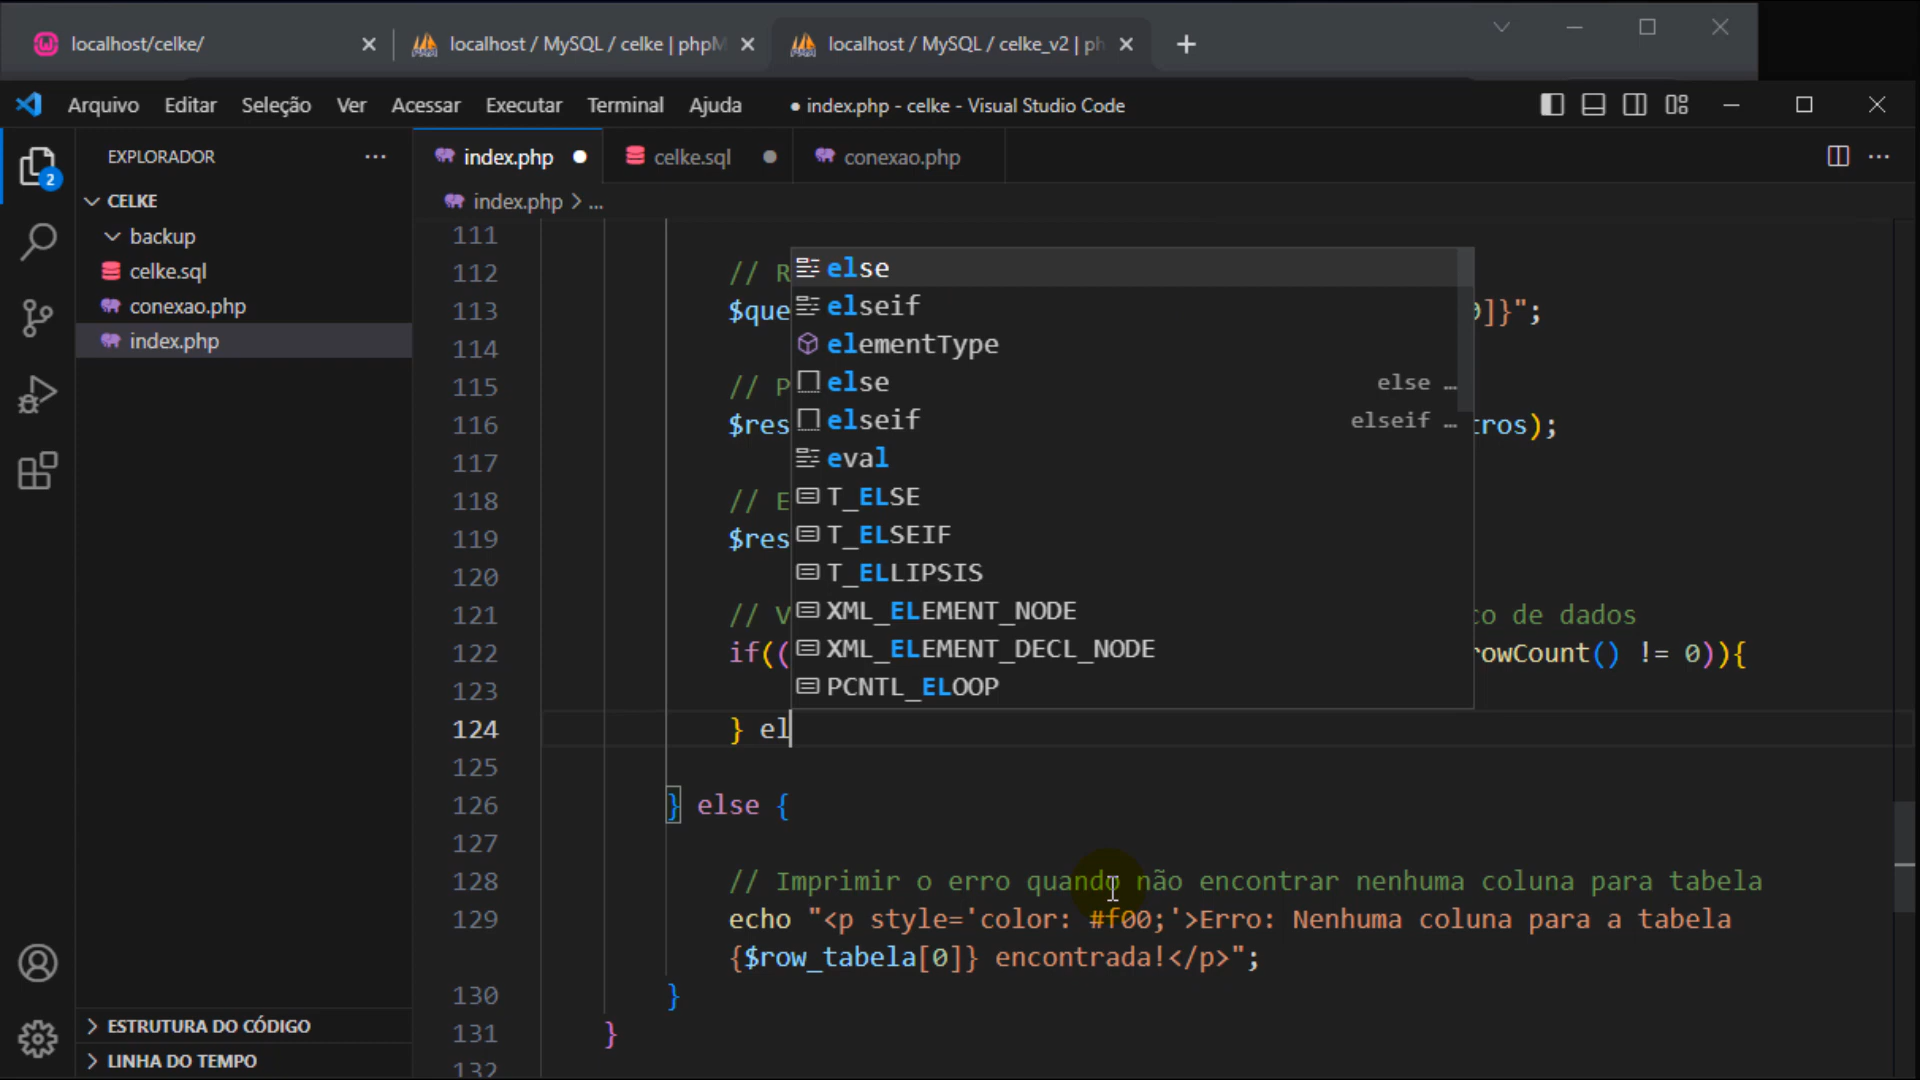 localhost/celke/
localhost / MySQL / celke | phpM
localhost / MySQL / celke_v2 | ph
Arquivo Editar Seleção Ver Acessar Executar Terminal Ajuda
● index.php - celke - Visual Studio Code
EXPLORADOR
index.php
celke.sql
conexao.php
2
CELKE
backup
celke.sql
conexao.php
index.php
ESTRUTURA DO CÓDIGO
LINHA DO TEMPO
index.php > ...
111
112 // R
113 $que 0]}";
114
115 // P
116 $res tros);
117
118 // E
119 $res
120
121 // V co de dados
122 if(( rowCount() != 0)){
123
124 } el
125
126 } else {
127
128 // Imprimir o erro quando não encontrar nenhuma coluna para tabela
129 echo "<p style='color: #f00;'>Erro: Nenhuma coluna para a tabela
{$row_tabela[0]} encontrada!</p>";
130 }
131 }
132
else
elseif
elementType
else else …
elseif elseif …
eval
T_ELSE
T_ELSEIF
T_ELLIPSIS
XML_ELEMENT_NODE
XML_ELEMENT_DECL_NODE
PCNTL_ELOOP